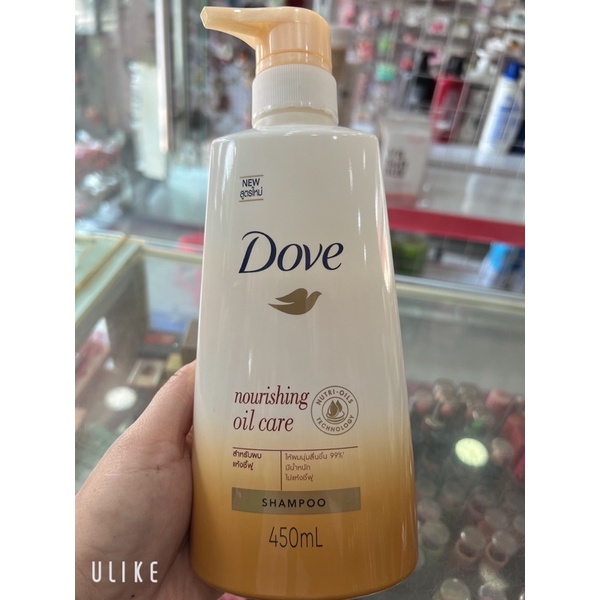 NEW
สูตรใหม่
Dove
nourishing
oil care
NUTRI-OILS
TECHNOLOGY
สำหรับผม
แห้งชี้ฟู
ให้ผมนุ่มลื่นขึ้น 99%
มีน้ำหนัก
ไม่แห้งชี้ฟู
SHAMPOO
450mL
ULIKE